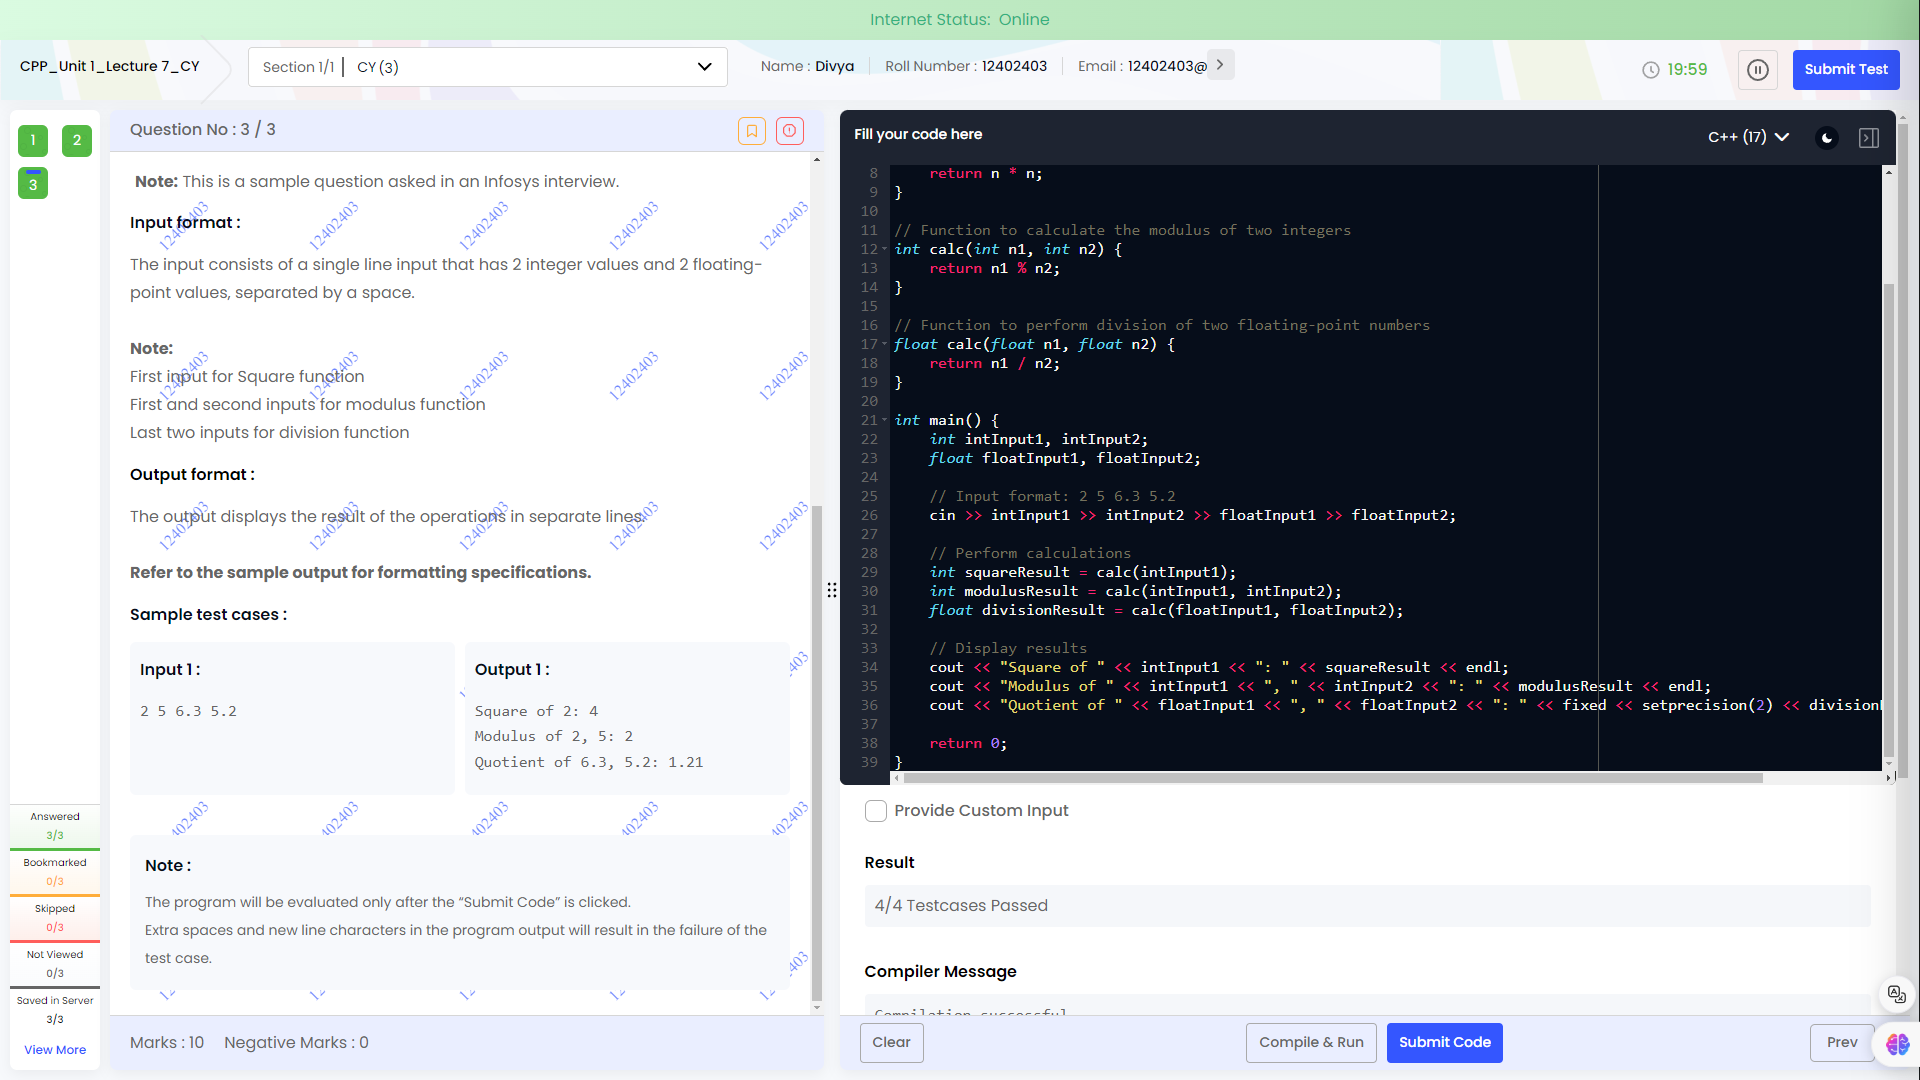 Internet Status: Online
CPP_Unit 1_Lecture 7_CY
Section 1/1 | CY (3)
Name : Divya
Roll Number : 12402403
Email : 12402403@
19:59
Submit Test
1
2
3
Question No : 3 / 3
Note: This is a sample question asked in an Infosys interview.
Input format :
The input consists of a single line input that has 2 integer values and 2 floating-
point values, separated by a space.
Note:
First input for Square function
First and second inputs for modulus function
Last two inputs for division function
Output format :
The output displays the result of the operations in separate lines.
Refer to the sample output for formatting specifications.
Sample test cases :
Input 1 :
2 5 6.3 5.2
Output 1 :
Square of 2: 4
Modulus of 2, 5: 2
Quotient of 6.3, 5.2: 1.21
Note :
The program will be evaluated only after the “Submit Code” is clicked.
Extra spaces and new line characters in the program output will result in the failure of the
test case.
12402403 12402403 12402403 12402403 12402403
12402403 12402403 12402403 12402403 12402403
12402403 12402403 12402403 12402403 12402403
Marks : 10
Negative Marks : 0
Answered
3/3
Bookmarked
0/3
Skipped
0/3
Not Viewed
0/3
Saved in Server
3/3
View More
Fill your code here
C++ (17)
8 return n * n;
9 }
10
11 // Function to calculate the modulus of two integers
12 int calc(int n1, int n2) {
13 return n1 % n2;
14 }
15
16 // Function to perform division of two floating-point numbers
17 float calc(float n1, float n2) {
18 return n1 / n2;
19 }
20
21 int main() {
22 int intInput1, intInput2;
23 float floatInput1, floatInput2;
24
25 // Input format: 2 5 6.3 5.2
26 cin >> intInput1 >> intInput2 >> floatInput1 >> floatInput2;
27
28 // Perform calculations
29 int squareResult = calc(intInput1);
30 int modulusResult = calc(intInput1, intInput2);
31 float divisionResult = calc(floatInput1, floatInput2);
32
33 // Display results
34 cout << "Square of " << intInput1 << ": " << squareResult << endl;
35 cout << "Modulus of " << intInput1 << ", " << intInput2 << ": " << modulusResult << endl;
36 cout << "Quotient of " << floatInput1 << ", " << floatInput2 << ": " << fixed << setprecision(2) << division
37
38 return 0;
39 }
Provide Custom Input
Result
4/4 Testcases Passed
Compiler Message
Compilation successful
Clear
Compile & Run
Submit Code
Prev